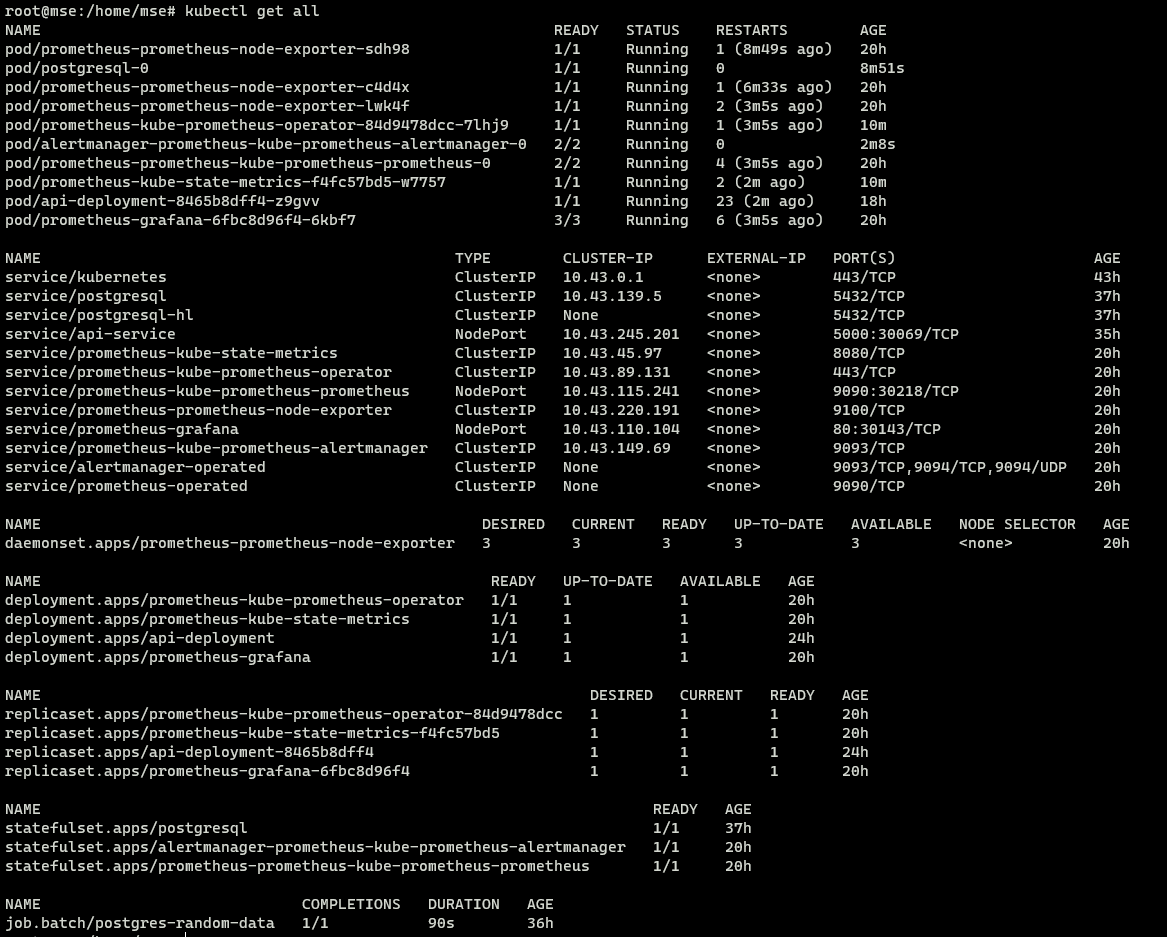 root@mse:/home/mse# kubectl get all
NAME READY STATUS RESTARTS AGE
pod/prometheus-prometheus-node-exporter-sdh98 1/1 Running 1 (8m49s ago) 20h
pod/postgresql-0 1/1 Running 0 8m51s
pod/prometheus-prometheus-node-exporter-c4d4x 1/1 Running 1 (6m33s ago) 20h
pod/prometheus-prometheus-node-exporter-lwk4f 1/1 Running 2 (3m5s ago) 20h
pod/prometheus-kube-prometheus-operator-84d9478dcc-7lhj9 1/1 Running 1 (3m5s ago) 10m
pod/alertmanager-prometheus-kube-prometheus-alertmanager-0 2/2 Running 0 2m8s
pod/prometheus-prometheus-kube-prometheus-prometheus-0 2/2 Running 4 (3m5s ago) 20h
pod/prometheus-kube-state-metrics-f4fc57bd5-w7757 1/1 Running 2 (2m ago) 10m
pod/api-deployment-8465b8dff4-z9gvv 1/1 Running 23 (2m ago) 18h
pod/prometheus-grafana-6fbc8d96f4-6kbf7 3/3 Running 6 (3m5s ago) 20h
NAME TYPE CLUSTER-IP EXTERNAL-IP PORT(S) AGE
service/kubernetes ClusterIP 10.43.0.1 <none> 443/TCP 43h
service/postgresql ClusterIP 10.43.139.5 <none> 5432/TCP 37h
service/postgresql-hl ClusterIP None <none> 5432/TCP 37h
service/api-service NodePort 10.43.245.201 <none> 5000:30069/TCP 35h
service/prometheus-kube-state-metrics ClusterIP 10.43.45.97 <none> 8080/TCP 20h
service/prometheus-kube-prometheus-operator ClusterIP 10.43.89.131 <none> 443/TCP 20h
service/prometheus-kube-prometheus-prometheus NodePort 10.43.115.241 <none> 9090:30218/TCP 20h
service/prometheus-prometheus-node-exporter ClusterIP 10.43.220.191 <none> 9100/TCP 20h
service/prometheus-grafana NodePort 10.43.110.104 <none> 80:30143/TCP 20h
service/prometheus-kube-prometheus-alertmanager ClusterIP 10.43.149.69 <none> 9093/TCP 20h
service/alertmanager-operated ClusterIP None <none> 9093/TCP,9094/TCP,9094/UDP 20h
service/prometheus-operated ClusterIP None <none> 9090/TCP 20h
NAME DESIRED CURRENT READY UP-TO-DATE AVAILABLE NODE SELECTOR AGE
daemonset.apps/prometheus-prometheus-node-exporter 3 3 3 3 3 <none> 20h
NAME READY UP-TO-DATE AVAILABLE AGE
deployment.apps/prometheus-kube-prometheus-operator 1/1 1 1 20h
deployment.apps/prometheus-kube-state-metrics 1/1 1 1 20h
deployment.apps/api-deployment 1/1 1 1 24h
deployment.apps/prometheus-grafana 1/1 1 1 20h
NAME DESIRED CURRENT READY AGE
replicaset.apps/prometheus-kube-prometheus-operator-84d9478dcc 1 1 1 20h
replicaset.apps/prometheus-kube-state-metrics-f4fc57bd5 1 1 1 20h
replicaset.apps/api-deployment-8465b8dff4 1 1 1 24h
replicaset.apps/prometheus-grafana-6fbc8d96f4 1 1 1 20h
NAME READY AGE
statefulset.apps/postgresql 1/1 37h
statefulset.apps/alertmanager-prometheus-kube-prometheus-alertmanager 1/1 20h
statefulset.apps/prometheus-prometheus-kube-prometheus-prometheus 1/1 20h
NAME COMPLETIONS DURATION AGE
job.batch/postgres-random-data 1/1 90s 36h